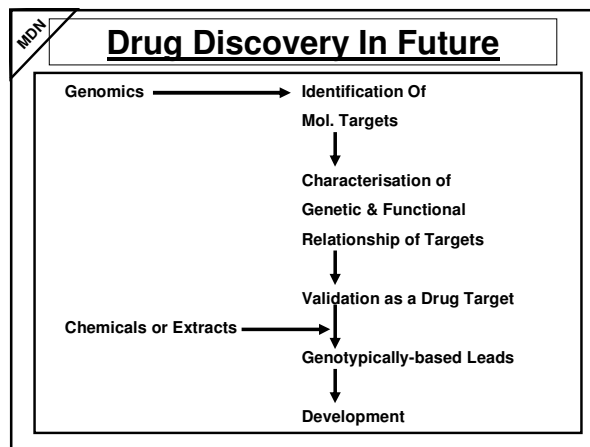 MDN
Drug Discovery In Future
Genomics
Identification Of
Mol. Targets
Characterisation of
Genetic & Functional
Relationship of Targets
Validation as a Drug Target
Chemicals or Extracts
Genotypically-based Leads
Development